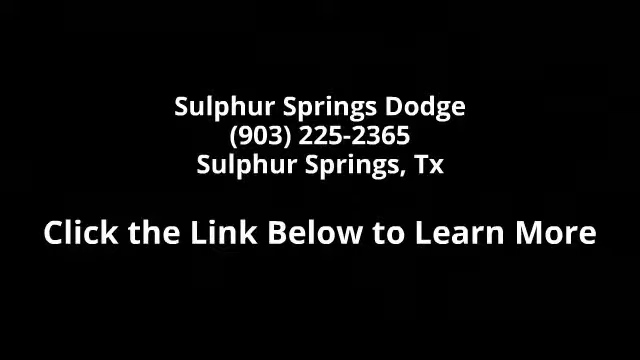 Sulphur Springs Dodge
(903) 225-2365
Sulphur Springs, Tx
Click the Link Below to Learn More